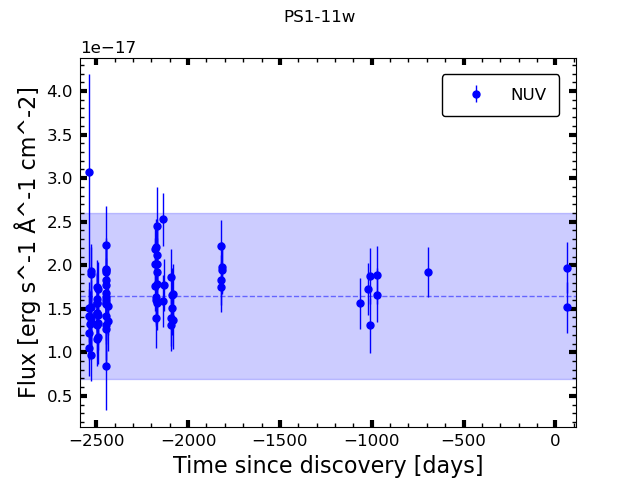 PS1-11w
1e−17
NUV
Flux [erg s^-1 Å^-1 cm^-2]
4.0
3.5
3.0
2.5
2.0
1.5
1.0
0.5
−2500 −2000 −1500 −1000 −500 0
Time since discovery [days]